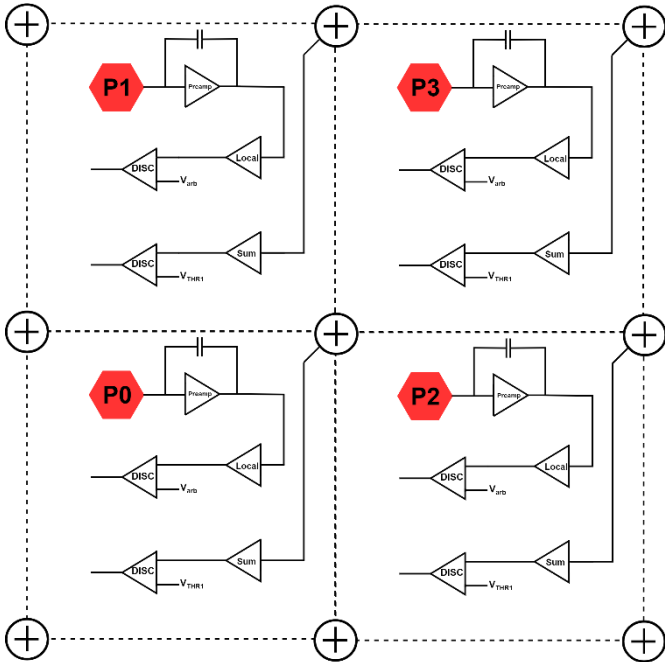 P1
Preamp
P3
Preamp
DISC
Local
DISC
Local
Varb
Varb
DISC
Sum
DISC
Sum
VTHR1
VTHR1
P0
Preamp
P2
Preamp
DISC
Local
DISC
Local
Varb
Varb
DISC
Sum
DISC
Sum
VTHR1
VTHR1